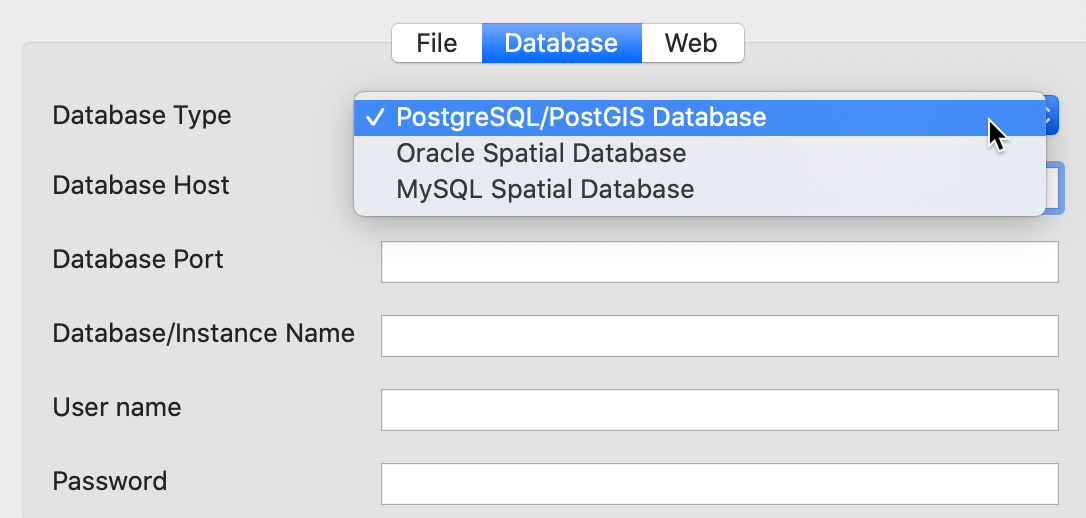 File Database Web
Database Type
✓ PostgreSQL/PostGIS Database
Oracle Spatial Database
MySQL Spatial Database
Database Host
Database Port
Database/Instance Name
User name
Password